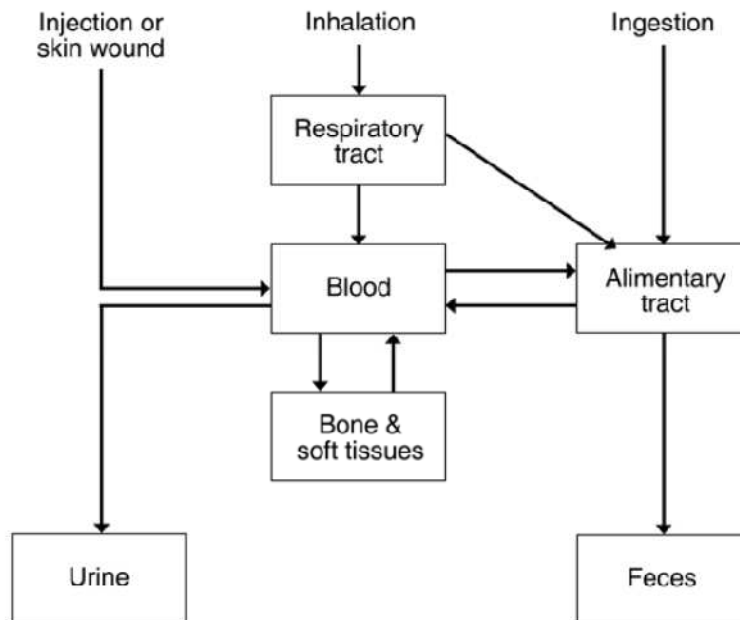 Injection or
skin wound
Inhalation
Ingestion
Respiratory
tract
Blood
Alimentary
tract
Bone &
soft tissues
Urine
Feces